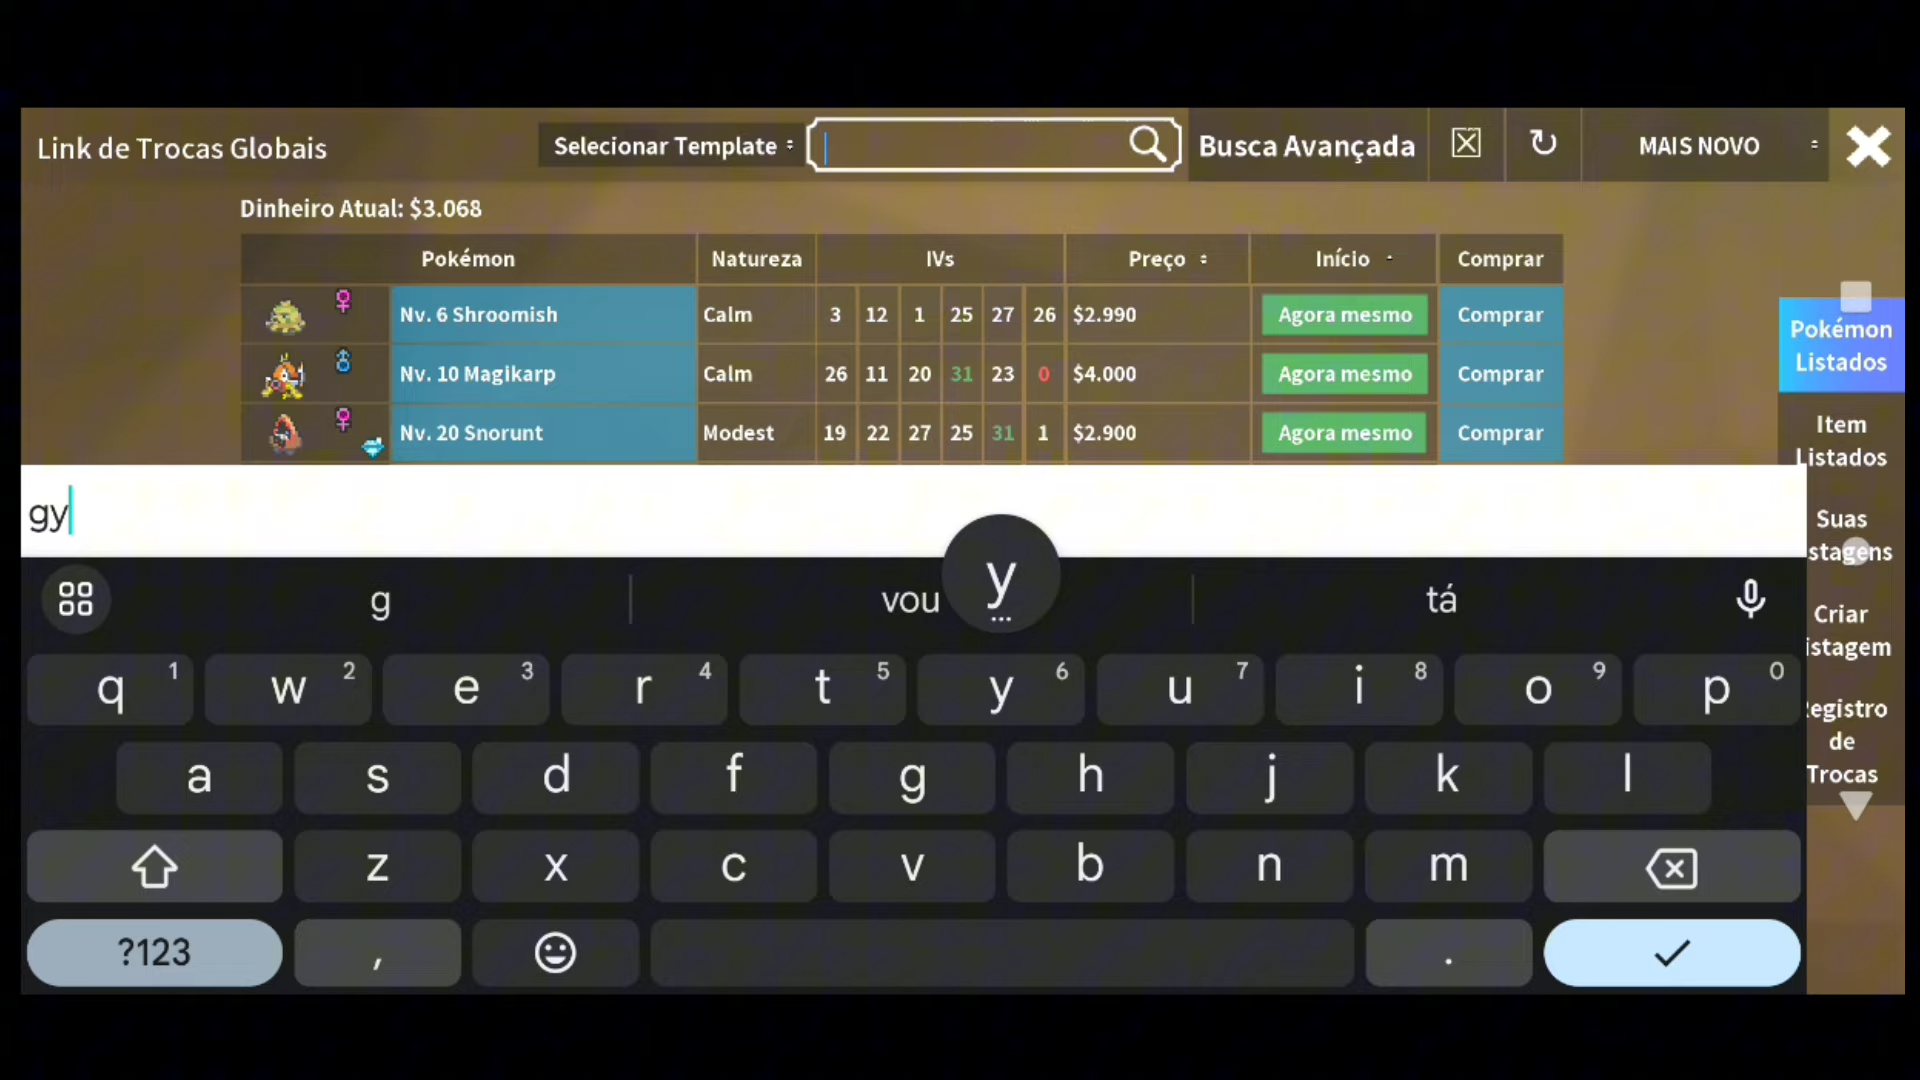 Link de Trocas Globais
Selecionar Template
Busca Avançada
MAIS NOVO
Dinheiro Atual: $3.068
Pokémon Natureza IVs Preço Início Comprar
Nv. 6 Shroomish Calm 3 12 1 25 27 26 $2.990 Agora mesmo Comprar
Nv. 10 Magikarp Calm 26 11 20 31 23 0 $4.000 Agora mesmo Comprar
Nv. 20 Snorunt Modest 19 22 27 25 31 1 $2.900 Agora mesmo Comprar
Pokémon
Listados
Item
Listados
Suas
stagens
Criar
istagem
egistro
de
Trocas
gy
g vou y tá
q 1 w 2 e 3 r 4 t 5 y 6 u 7 i 8 o 9 p 0
a s d f g h j k l
z x c v b n m
?123 , .